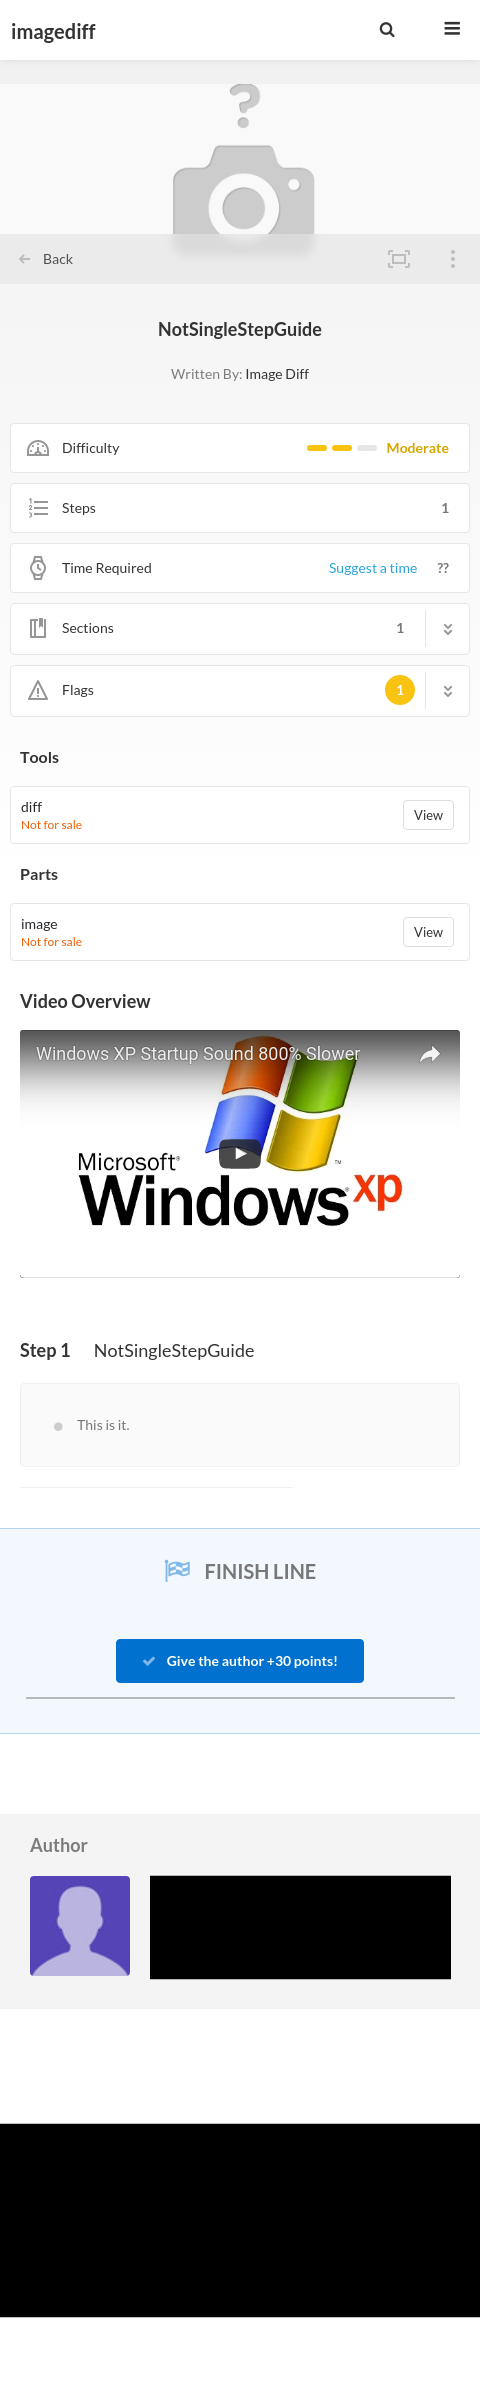 imagediff
?
Back
NotSingleStepGuide
Written By: Image Diff
Difficulty Moderate
Steps 1
Time Required Suggest a time ??
Sections 1
Flags 1
Tools
diff
Not for sale
View
Parts
image
Not for sale
View
Video Overview
Windows XP Startup Sound 800% Slower
Microsoft®
Windows® xp
™
Step 1 NotSingleStepGuide
This is it.
FINISH LINE
Give the author +30 points!
Author